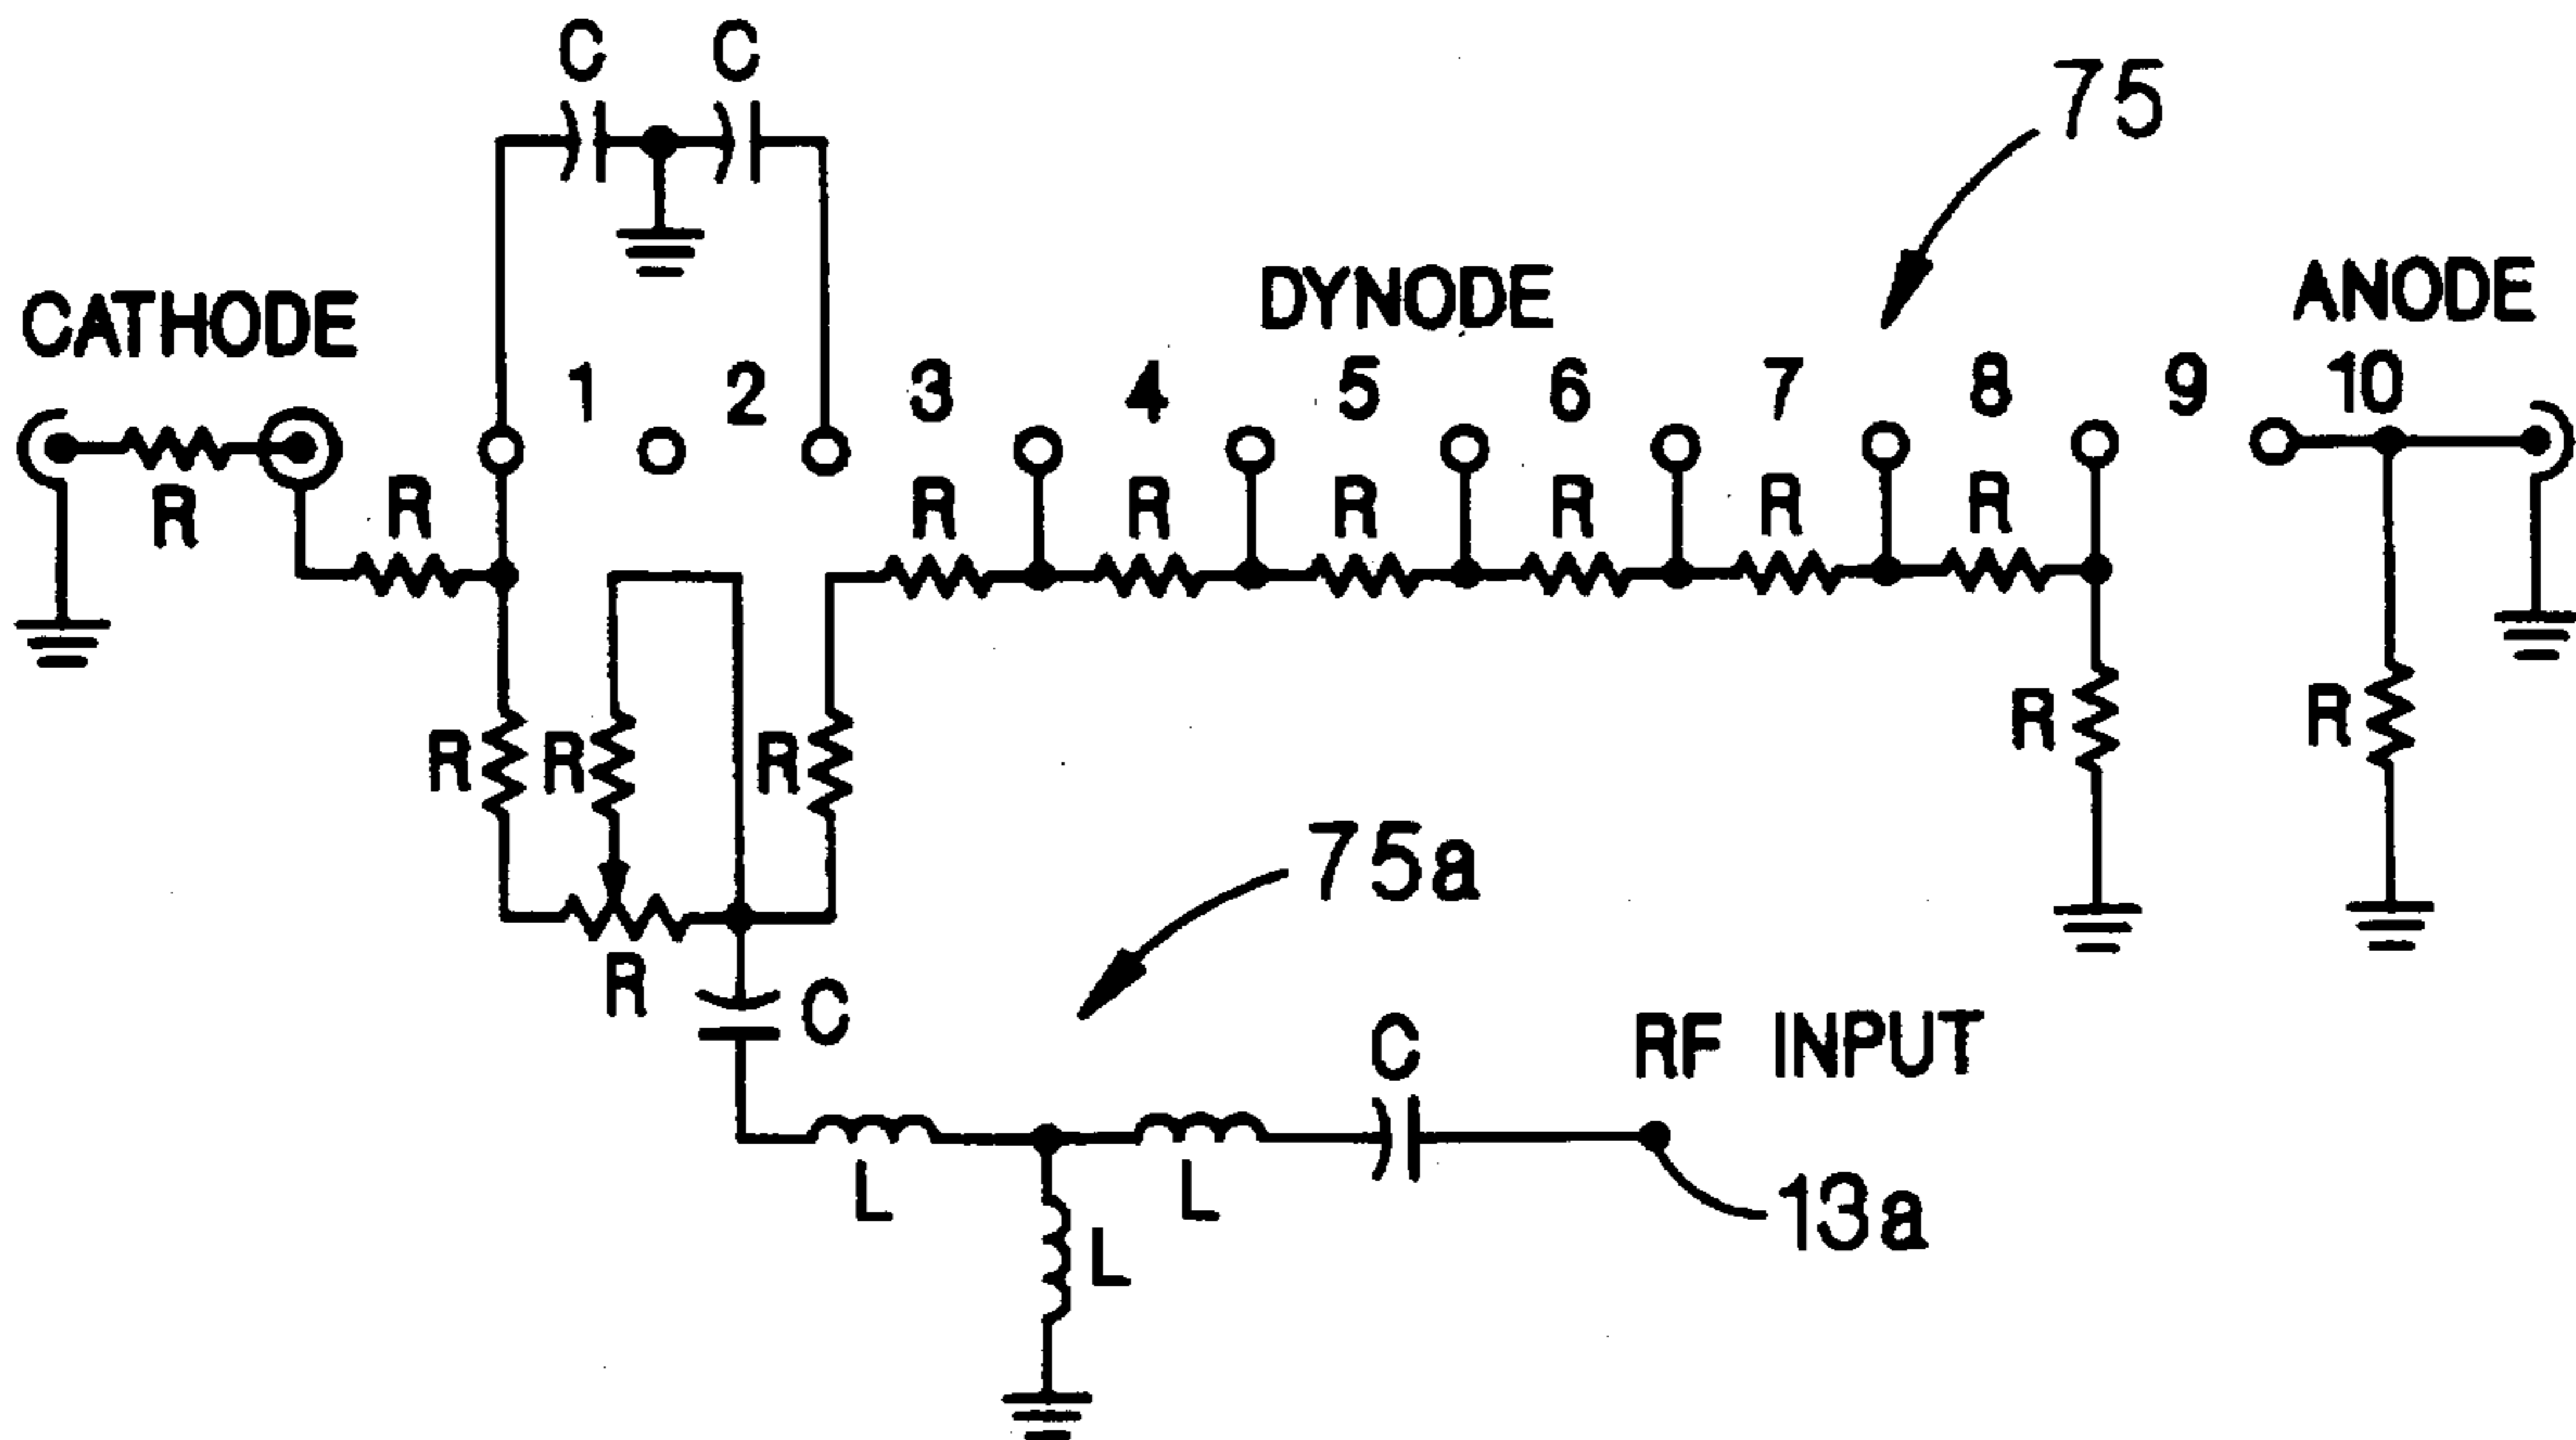 C C
75
CATHODE DYNODE ANODE
1 2 3 4 5 6 7 8 9 10
R R R R R R R R
R R R R R
R
75a
C C RF INPUT
L L 13a
L